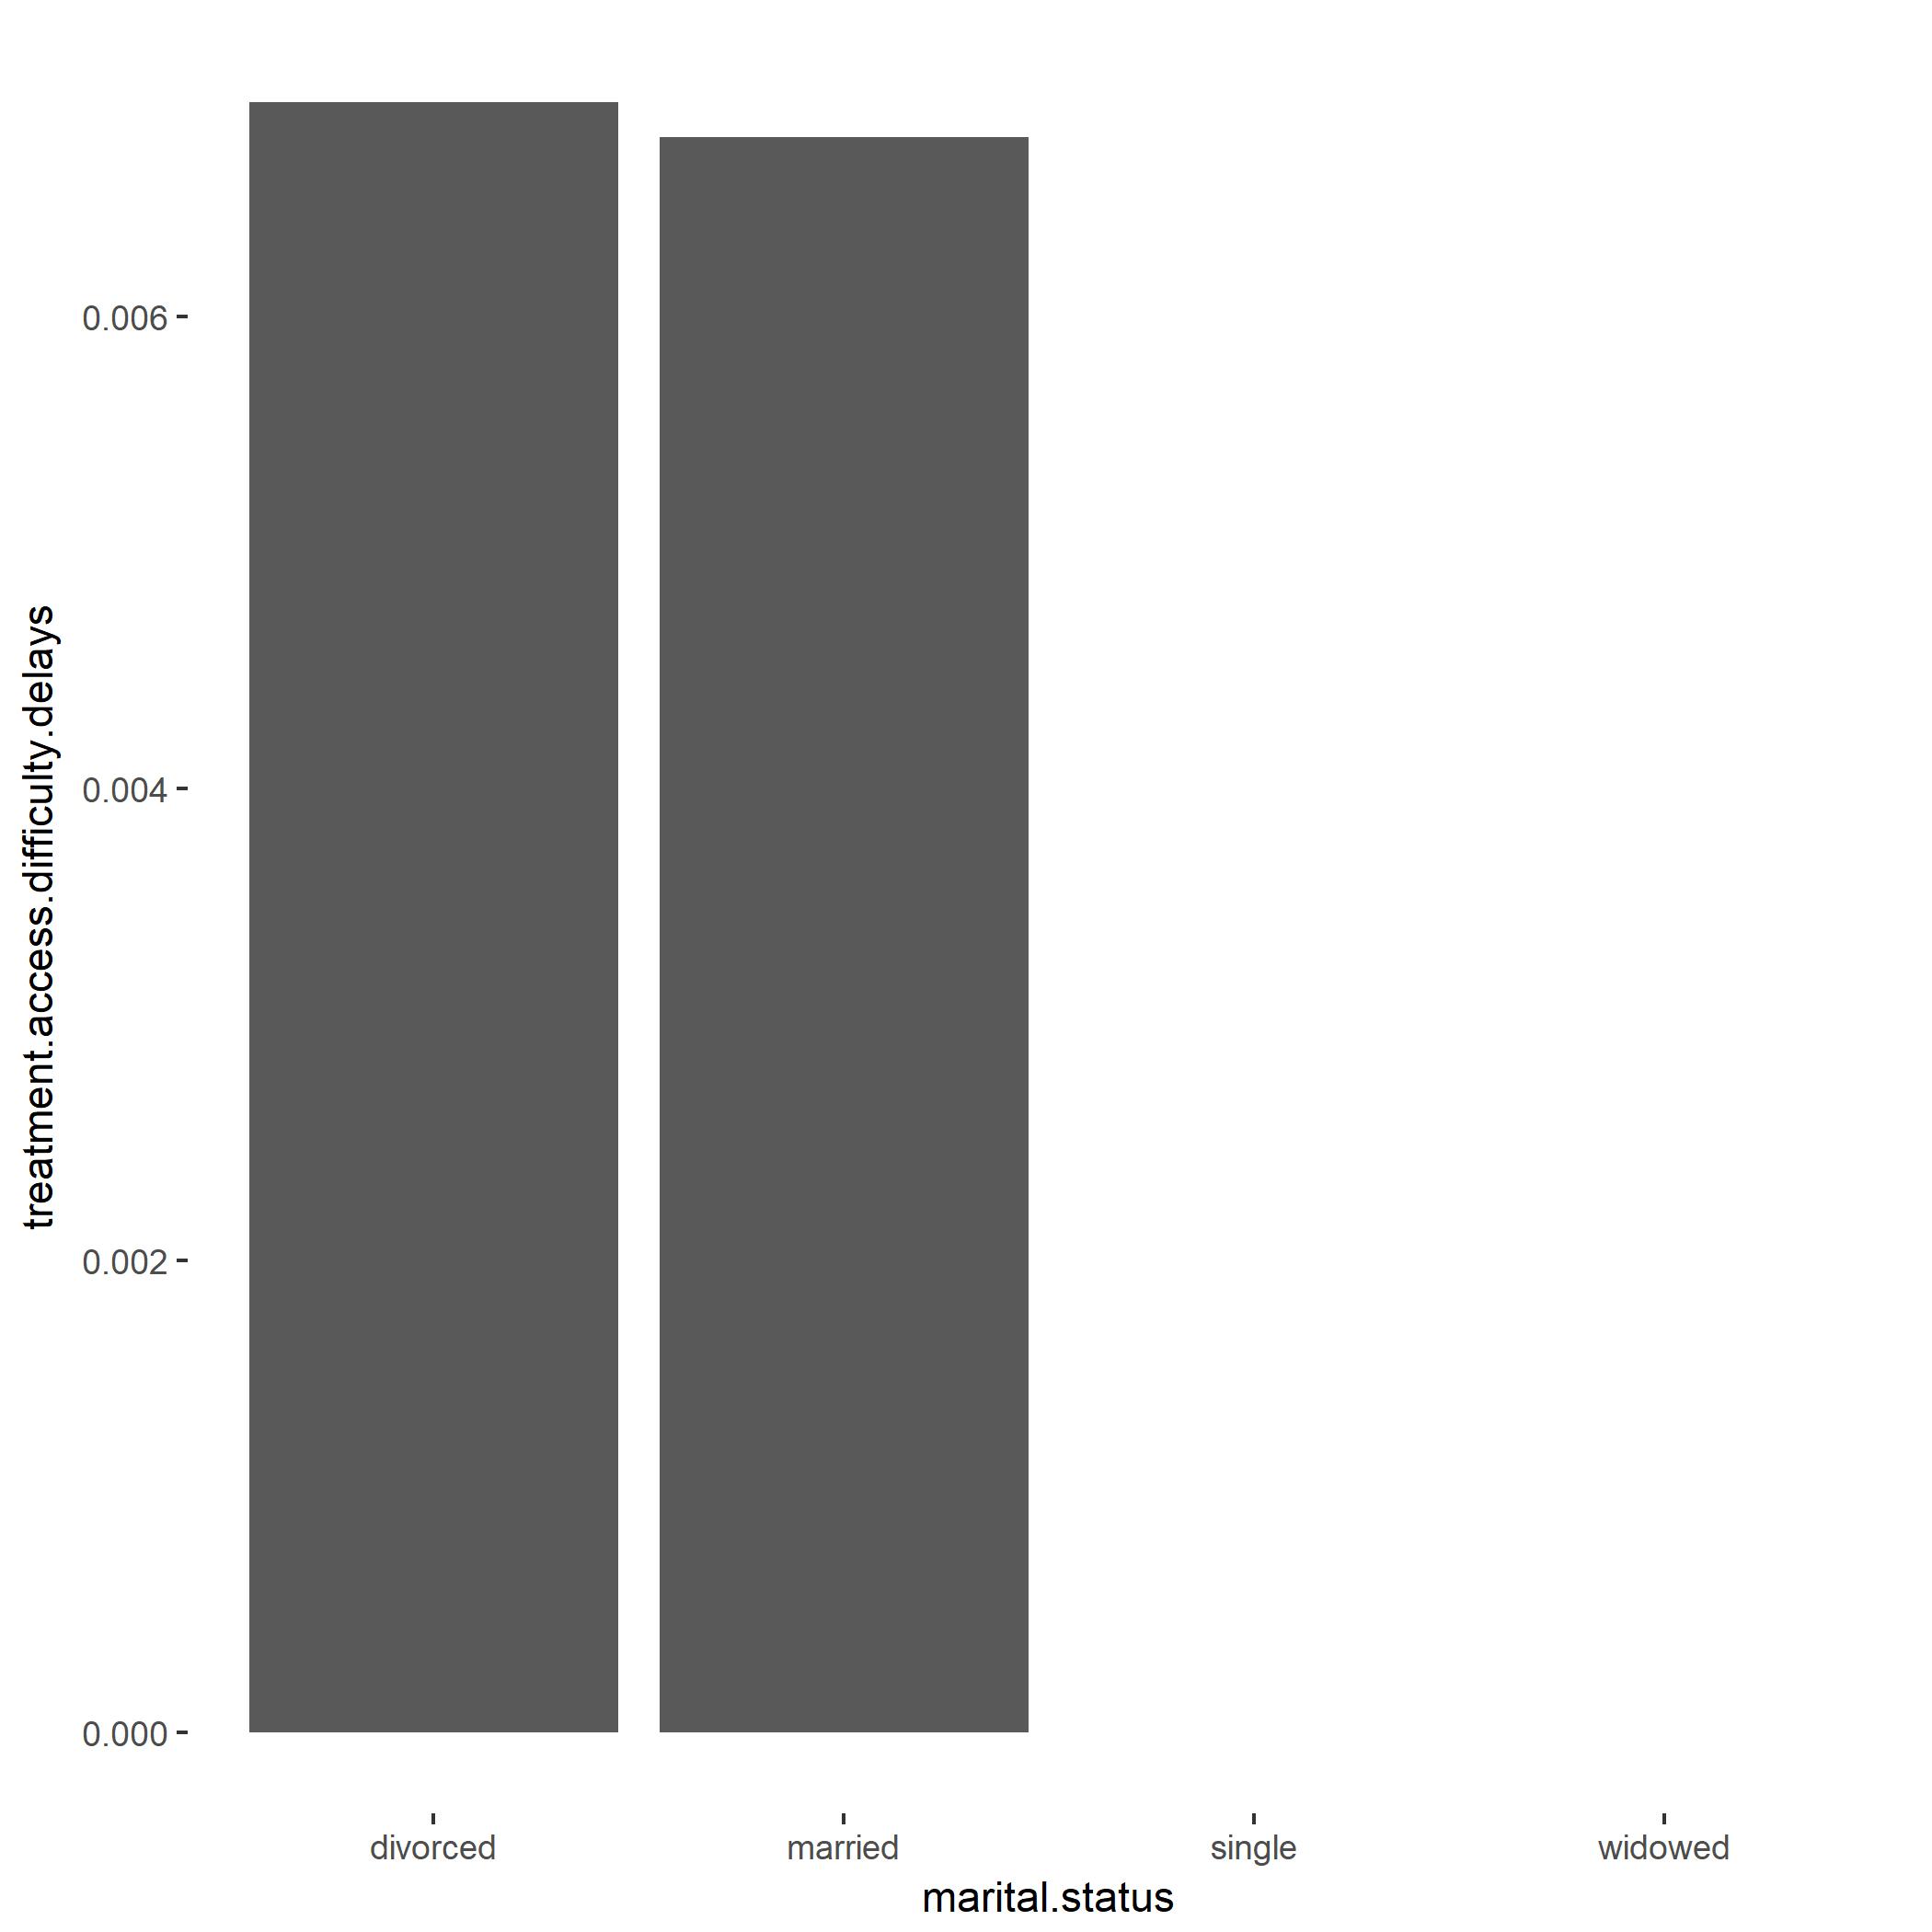 treatment.access.difficulty.delays
0.006
0.004
0.002
0.000
divorced married single widowed
marital.status